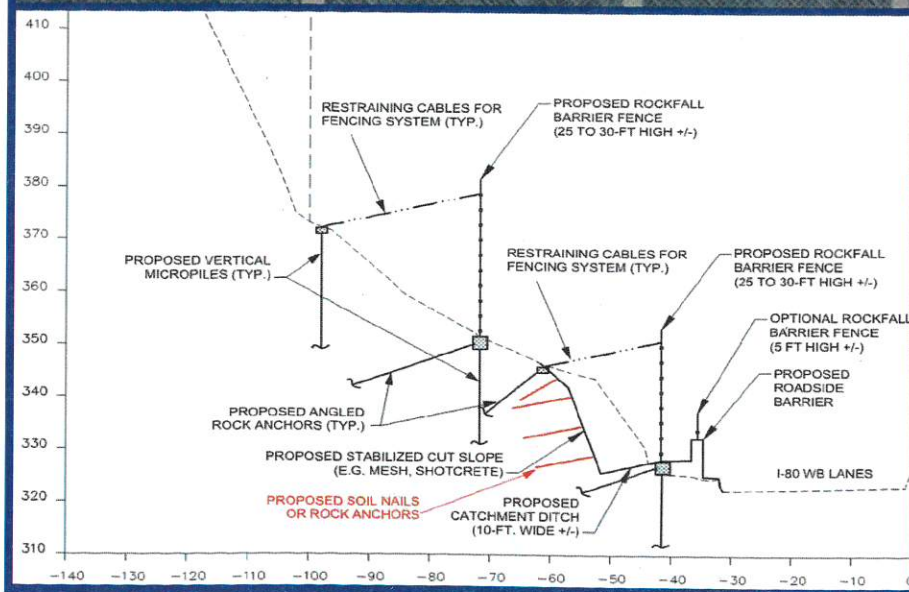 410
400
390
380
370
360
350
340
330
320
310
RESTRAINING CABLES FOR
FENCING SYSTEM (TYP.)
PROPOSED ROCKFALL
BARRIER FENCE
(25 TO 30-FT HIGH +/-)
PROPOSED VERTICAL
MICROPILES (TYP.)
RESTRAINING CABLES FOR
FENCING SYSTEM (TYP.)
PROPOSED ROCKFALL
BARRIER FENCE
(25 TO 30-FT HIGH +/-)
OPTIONAL ROCKFALL
BARRIER FENCE
(5 FT HIGH +/-)
PROPOSED
ROADSIDE
BARRIER
PROPOSED ANGLED
ROCK ANCHORS (TYP.)
PROPOSED STABILIZED CUT SLOPE
(E.G. MESH, SHOTCRETE)
PROPOSED SOIL NAILS
OR ROCK ANCHORS
PROPOSED
CATCHMENT DITCH
(10-FT. WIDE +/-)
I-80 WB LANES
-140 -130 -120 -110 -100 -90 -80 -70 -60 -50 -40 -30 -20 -10 0